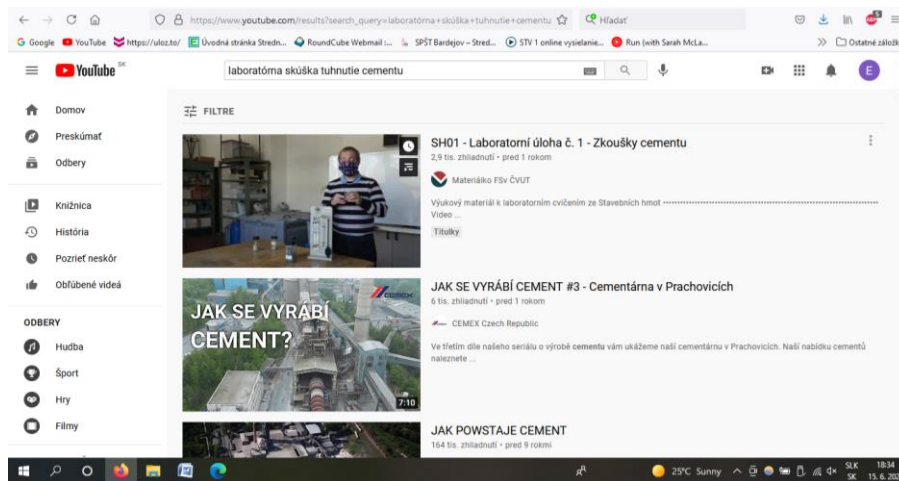 https://www.youtube.com/results?search_query=laboratórna+skúška+tuhnutie+cementu
Hľadať
Google
YouTube
https://uloz.to/
Úvodná stránka Stredn...
RoundCube Webmail :...
SPŠT Bardejov – Stred...
STV 1 online vysielanie...
Run (with Sarah McLa...
Ostatné záložk
YouTube SK
laboratórna skúška tuhnutie cementu
E
Domov
Preskúmať
Odbery
Knižnica
História
Pozrieť neskôr
Obľúbené videá
ODBERY
Hudba
Šport
Hry
Filmy
FILTRE
SH01 - Laboratorní úloha č. 1 - Zkoušky cementu
2,9 tis. zhliadnutí • pred 1 rokom
Materiálko FSv ČVUT
Výukový materiál k laboratorním cvičením ze Stavebních hmot
Video ...
Titulky
CEMEX
JAK SE VYRÁBÍ
CEMENT?
7:10
JAK SE VYRÁBÍ CEMENT #3 - Cementárna v Prachovicích
6 tis. zhliadnutí • pred 1 rokom
CEMEX Czech Republic
Ve třetím díle našeho seriálu o výrobě cementu vám ukážeme naší cementárnu v Prachovicích. Naší nabídku cementů
naleznete ...
JAK POWSTAJE CEMENT
164 tis. zhliadnutí • pred 9 rokmi
25°C Sunny
SLK
SK
18:34
15. 6. 202